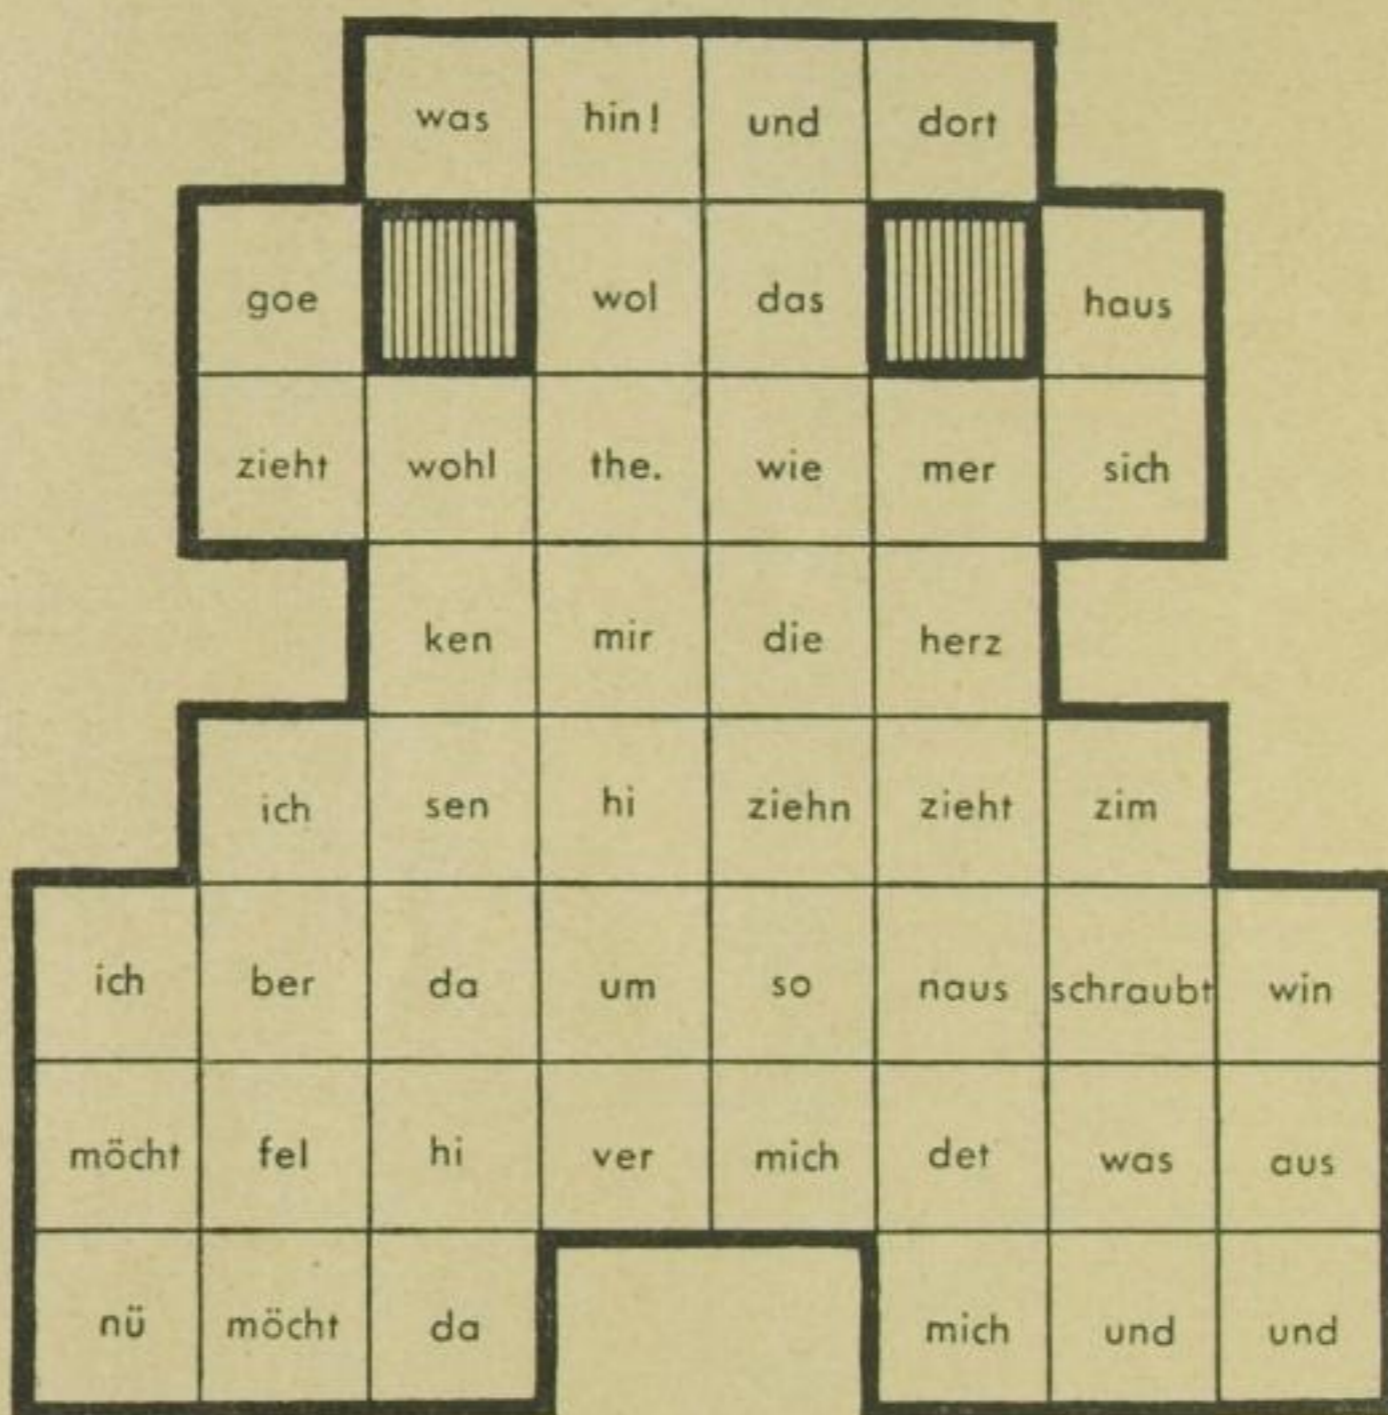 was hin! und dort
goe wol das haus
zieht wohl the. wie mer sich
ken mir die herz
ich sen hi ziehn zieht zim
ich ber da um so naus schraubt win
möcht fel hi ver mich det was aus
nü möcht da mich und und